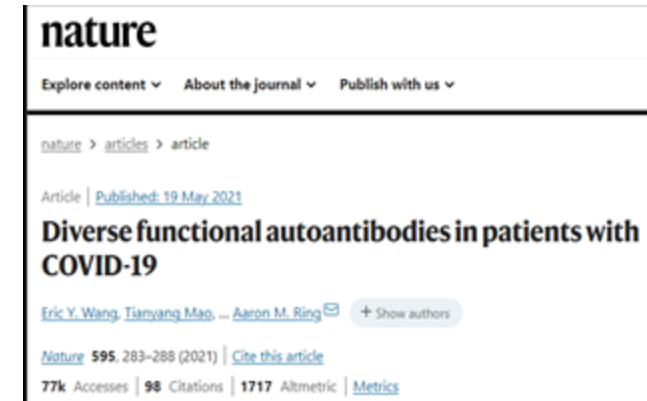 nature
Explore content About the journal Publish with us
nature > articles > article
Article | Published: 19 May 2021
Diverse functional autoantibodies in patients with
COVID-19
Eric Y. Wang, Tianyang Mao, ... Aaron M. Ring + Show authors
Nature 595, 283–288 (2021) | Cite this article
77k Accesses | 98 Citations | 1717 Altmetric | Metrics